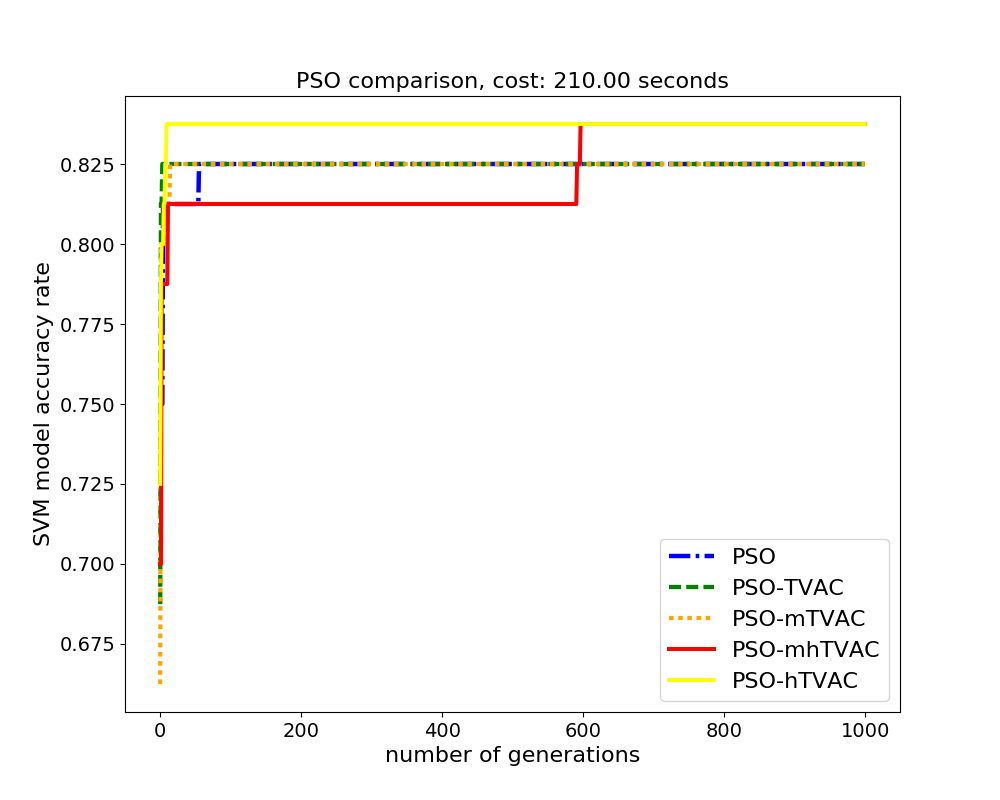 PSO comparison, cost: 210.00 seconds
SVM model accuracy rate
0.825
0.800
0.775
0.750
0.725
0.700
0.675
PSO
PSO-TVAC
PSO-mTVAC
PSO-mhTVAC
PSO-hTVAC
0 200 400 600 800 1000
number of generations